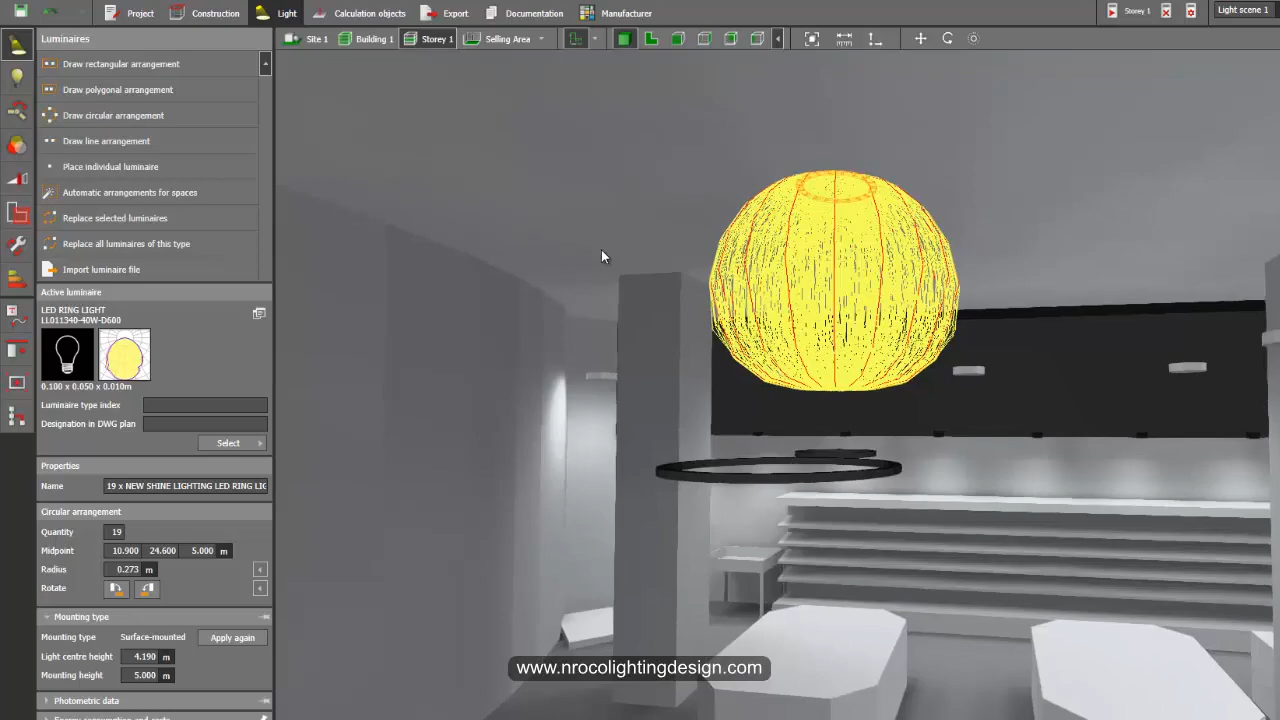 Project
Construction
Light
Calculation objects
Export
Documentation
Manufacturer
Storey 1
Light scene 1
Luminaires
Site 1
Building 1
Storey 1
Selling Area
Draw rectangular arrangement
Draw polygonal arrangement
Draw circular arrangement
Draw line arrangement
Place individual luminaire
Automatic arrangements for spaces
Replace selected luminaires
Replace all luminaires of this type
Import luminaire file
Active luminaire
LED RING LIGHT
LL011340-40W-D600
0.100 x 0.050 x 0.010m
Luminaire type index
Designation in DWG plan
Select
Properties
Name 19 x NEW SHINE LIGHTING LED RING LIG
Circular arrangement
Quantity 19
Midpoint 10.900 24.600 5.000 m
Radius 0.273 m
Rotate
Mounting type
Mounting type Surface-mounted Apply again
Light centre height 4.190 m
Mounting height 5.000 m
Photometric data
www.nrocolightingdesign.com